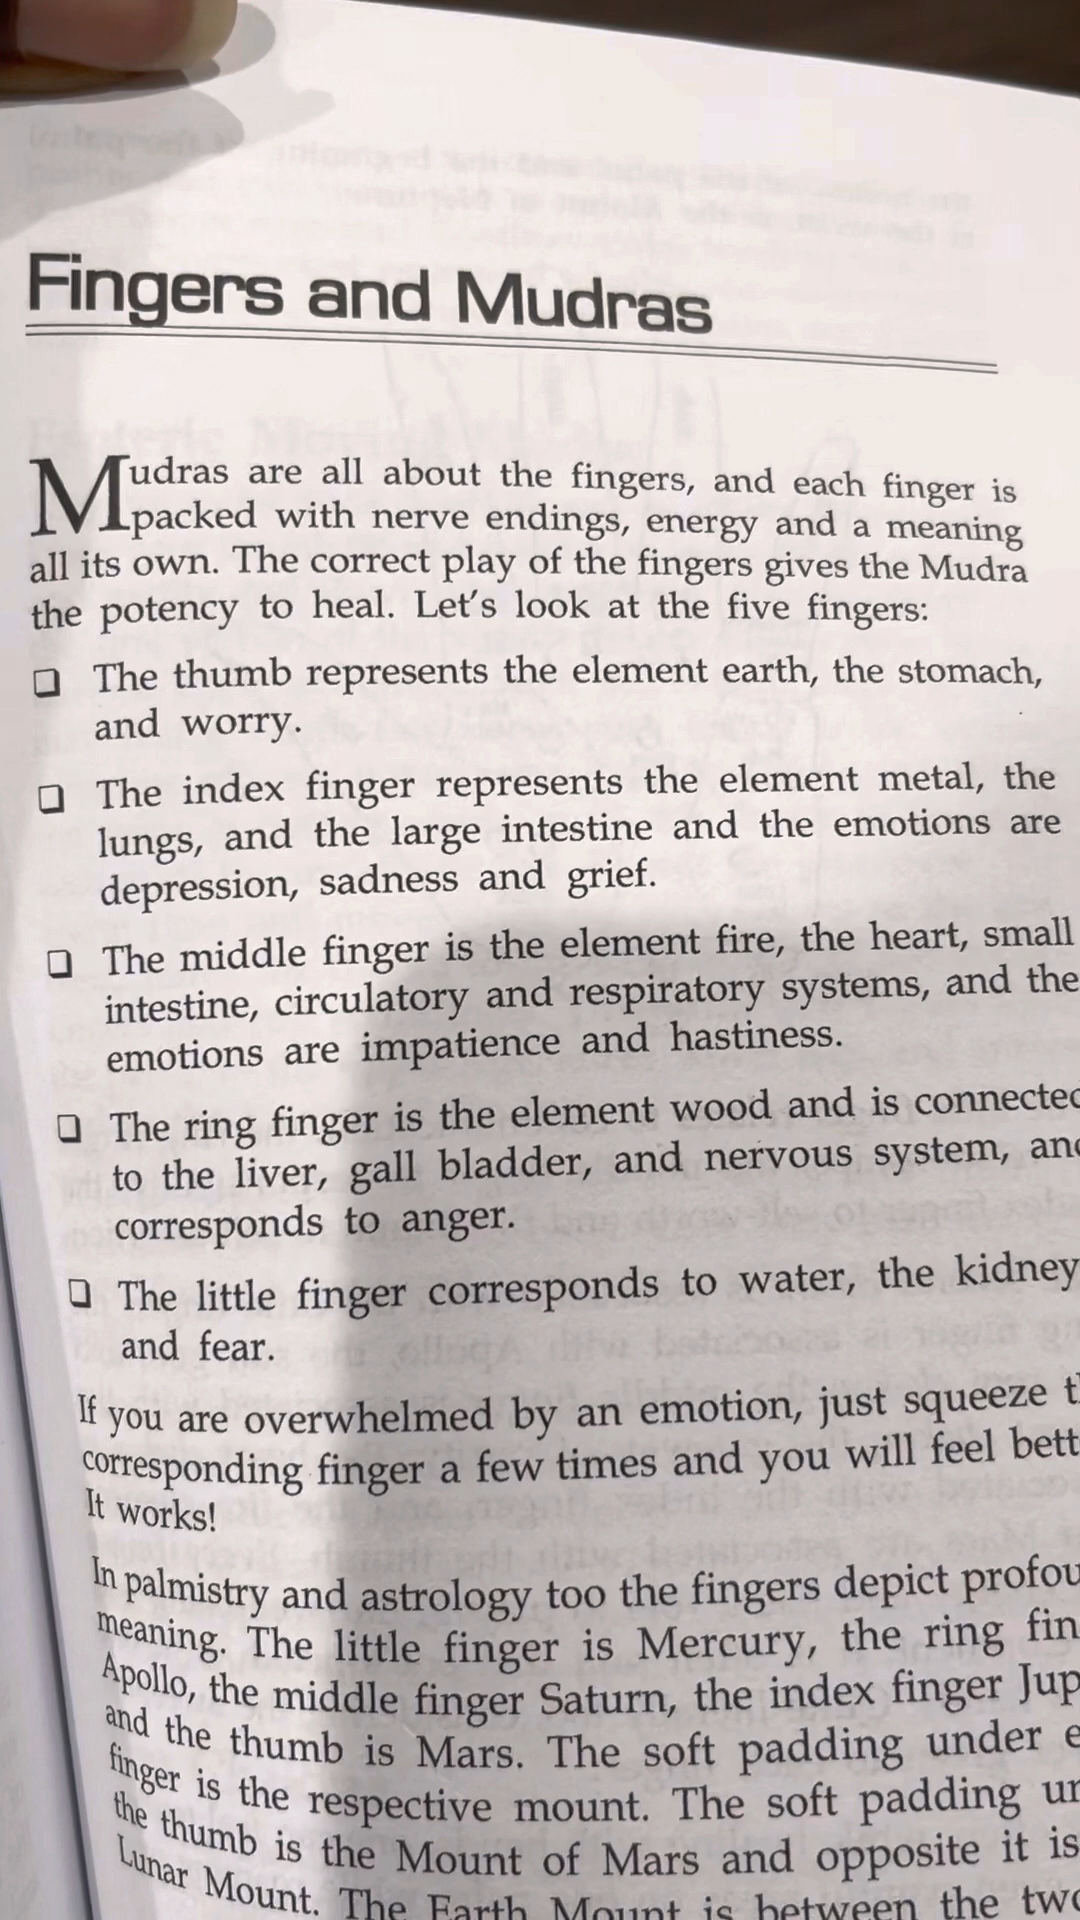 Fingers and Mudras
Mudras are all about the fingers, and each finger is
packed with nerve endings, energy and a meaning
all its own. The correct play of the fingers gives the Mudra
the potency to heal. Let's look at the five fingers:
❑ The thumb represents the element earth, the stomach,
and worry.
❑ The index finger represents the element metal, the
lungs, and the large intestine and the emotions are
depression, sadness and grief.
❑ The middle finger is the element fire, the heart, small
intestine, circulatory and respiratory systems, and the
emotions are impatience and hastiness.
❑ The ring finger is the element wood and is connected
to the liver, gall bladder, and nervous system, and
corresponds to anger.
❑ The little finger corresponds to water, the kidney
and fear.
If you are overwhelmed by an emotion, just squeeze
corresponding finger a few times and you will feel
It works!
In palmistry and astrology too the fingers depict
meaning. The little finger is Mercury, the ring
Apollo, the middle finger Saturn, the index finger
and the thumb is Mars. The soft padding under
finger is the respective mount. The soft padding
the thumb is the Mount of Mars and opposite it is
Lunar Mount. The Earth Mount is between the